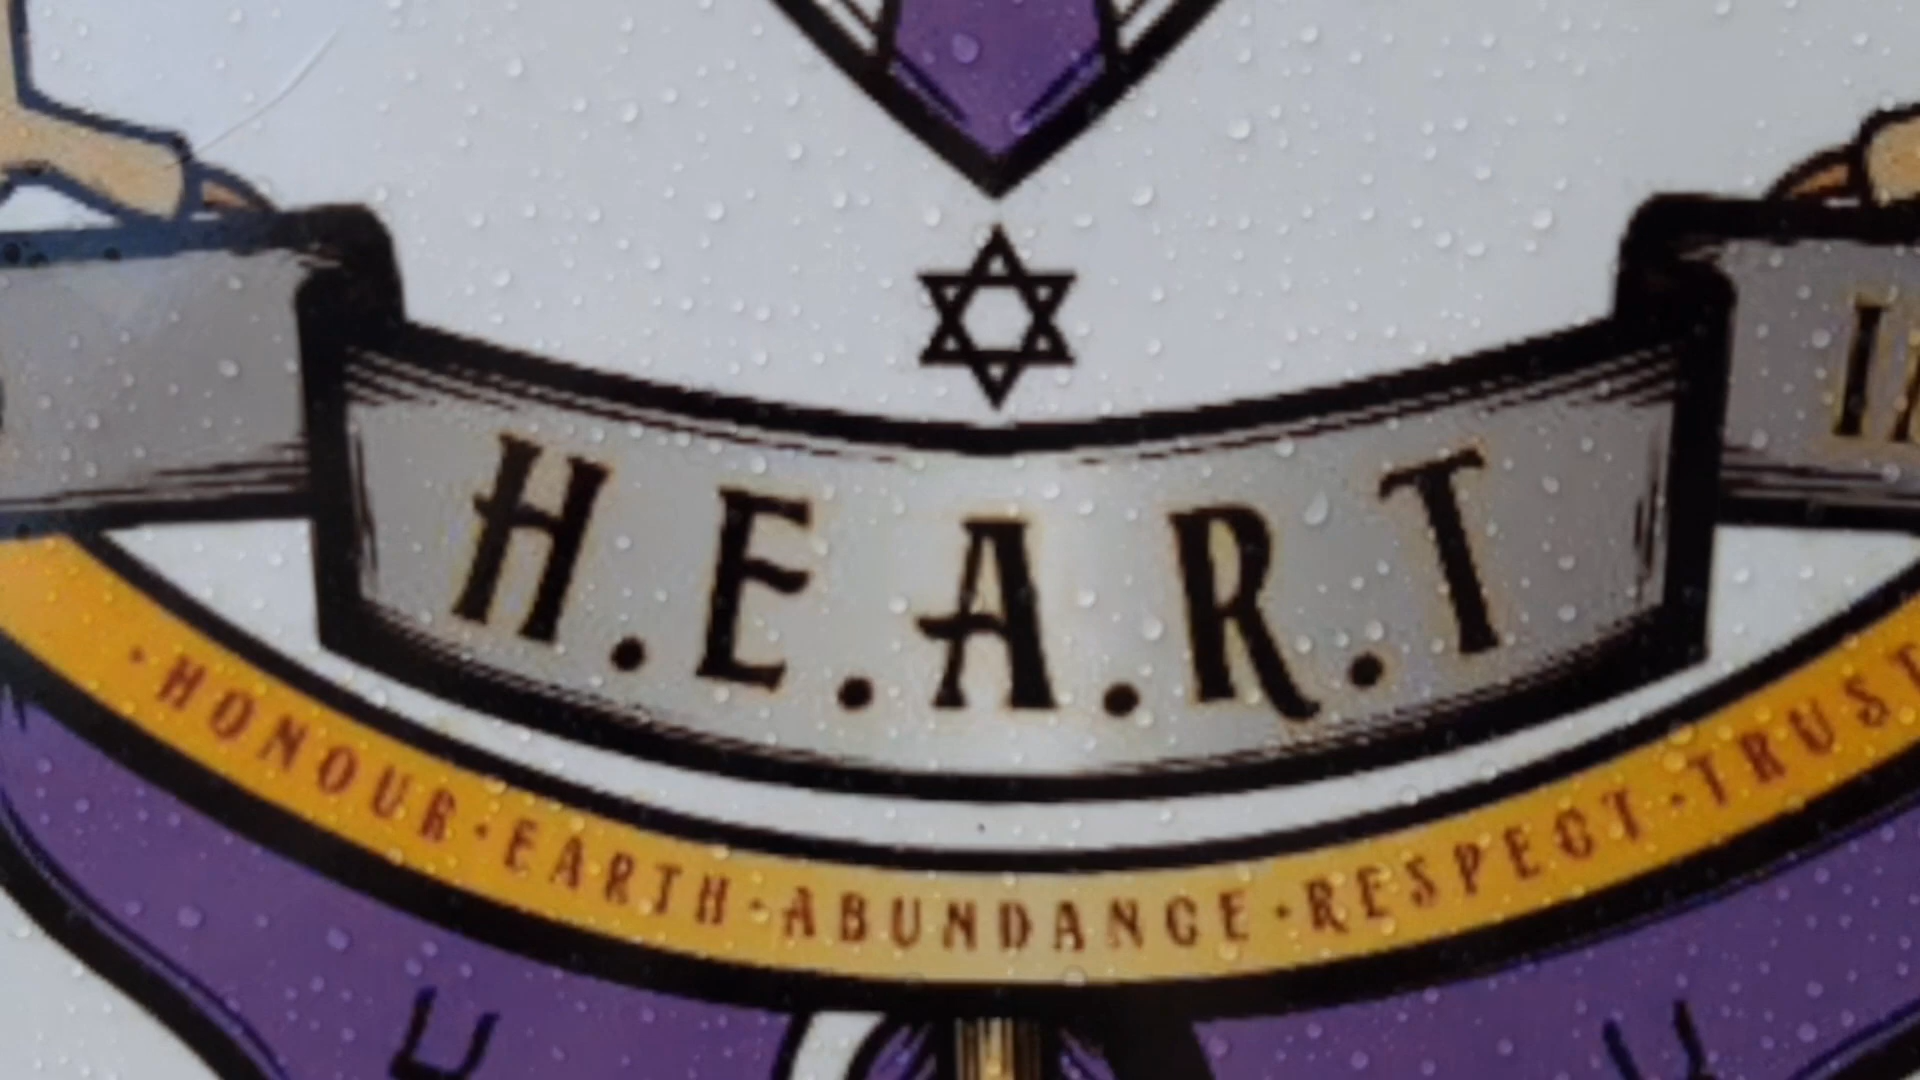 H.E.A.R.T
· HONOUR · EARTH · ABUNDANCE · RESPECT · TRUST